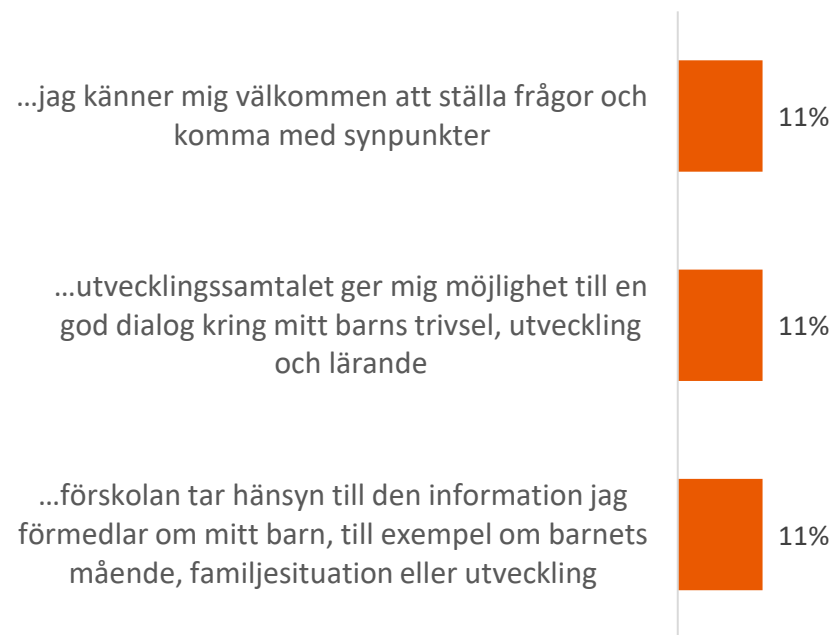 …jag känner mig välkommen att ställa frågor och
komma med synpunkter
11%
…utvecklingssamtalet ger mig möjlighet till en
god dialog kring mitt barns trivsel, utveckling
och lärande
11%
…förskolan tar hänsyn till den information jag
förmedlar om mitt barn, till exempel om barnets
mående, familjesituation eller utveckling
11%